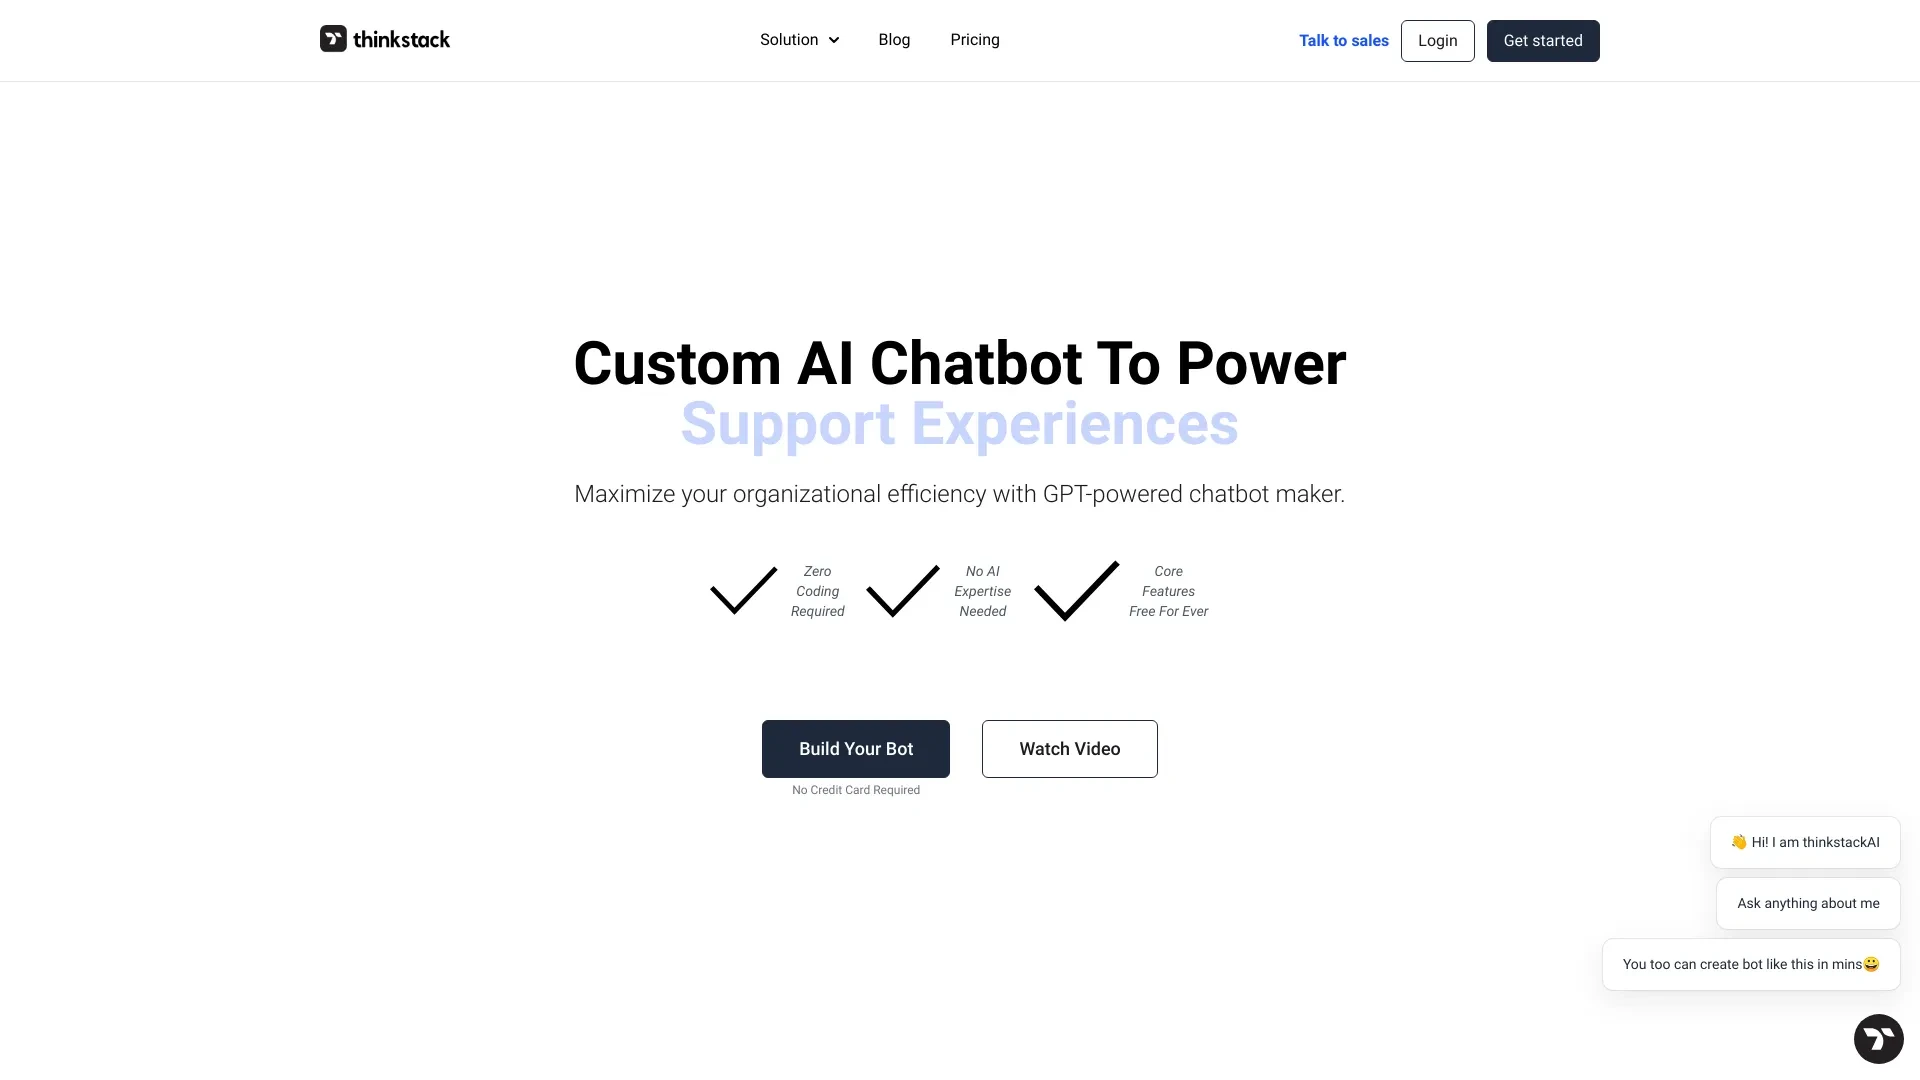 thinkstack
Solution
Blog
Pricing
Talk to sales
Login
Get started
Custom AI Chatbot To Power
Support Experiences
Maximize your organizational efficiency with GPT-powered chatbot maker.
Zero
Coding
Required
No AI
Expertise
Needed
Core
Features
Free For Ever
Build Your Bot
Watch Video
No Credit Card Required
👋 Hi! I am thinkstackAI
Ask anything about me
You too can create bot like this in mins😀